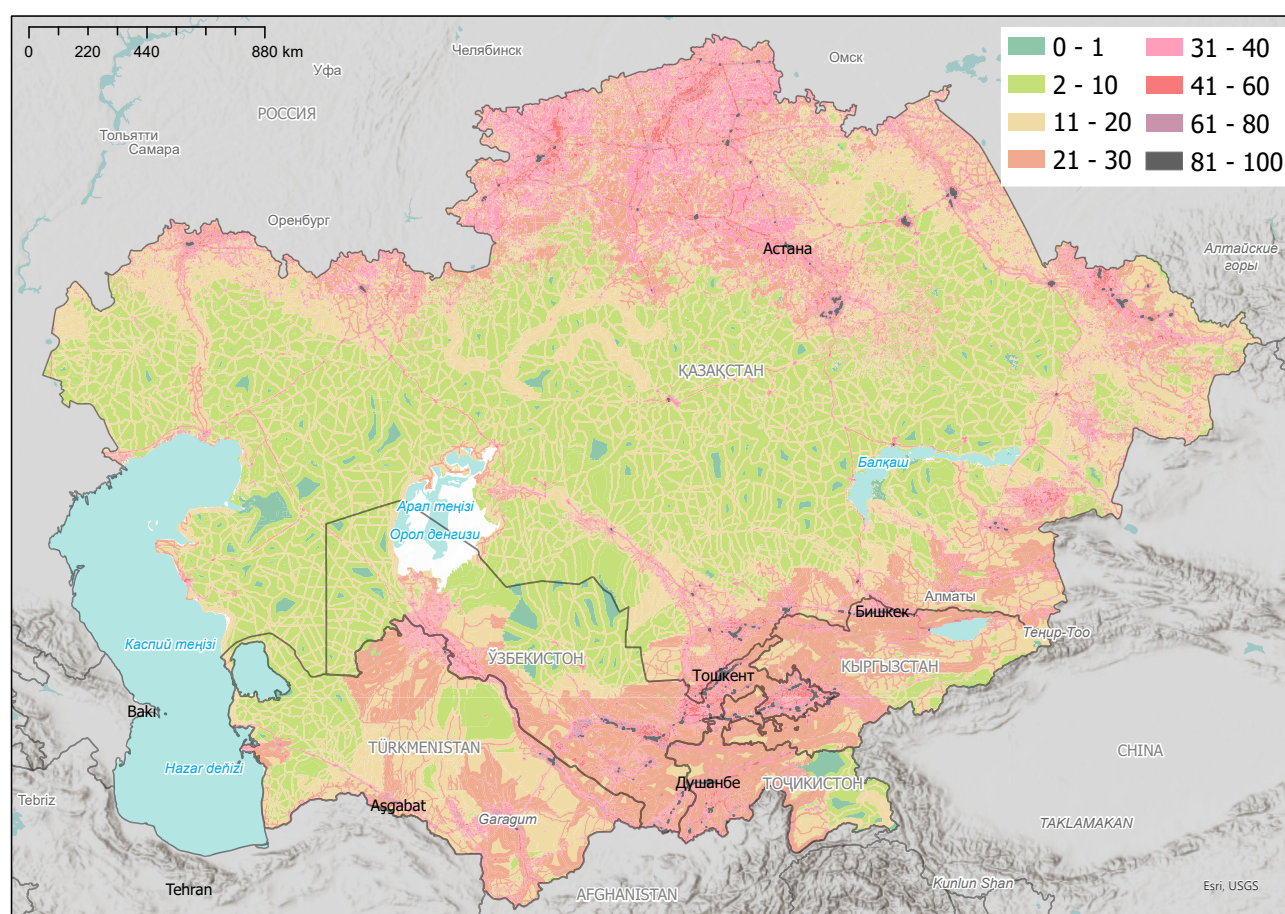 0 220 440 880 km
0 - 1
2 - 10
11 - 20
21 - 30
31 - 40
41 - 60
61 - 80
81 - 100
Челябинск
Омск
Уфа
РОССИЯ
Тольятти
Самара
Оренбург
Астана
Алтайские
горы
ҚАЗАҚСТАН
Балқаш
Арал теңізі
Орол денгизи
Алматы
Бишкек
Теңир-Тоо
Каспий теңізі
ЎЗБЕКИСТОН
КЫРГЫЗСТАН
Тошкент
Baki
TÜRKMENISTAN
CHINA
Hazar deňizi
Душанбе
ТОҶИКИСТОН
Tebriz
Aşgabat
Garagum
TAKLAMAKAN
Tehran
AFGHANISTAN
Kunlun Shan
Esri, USGS